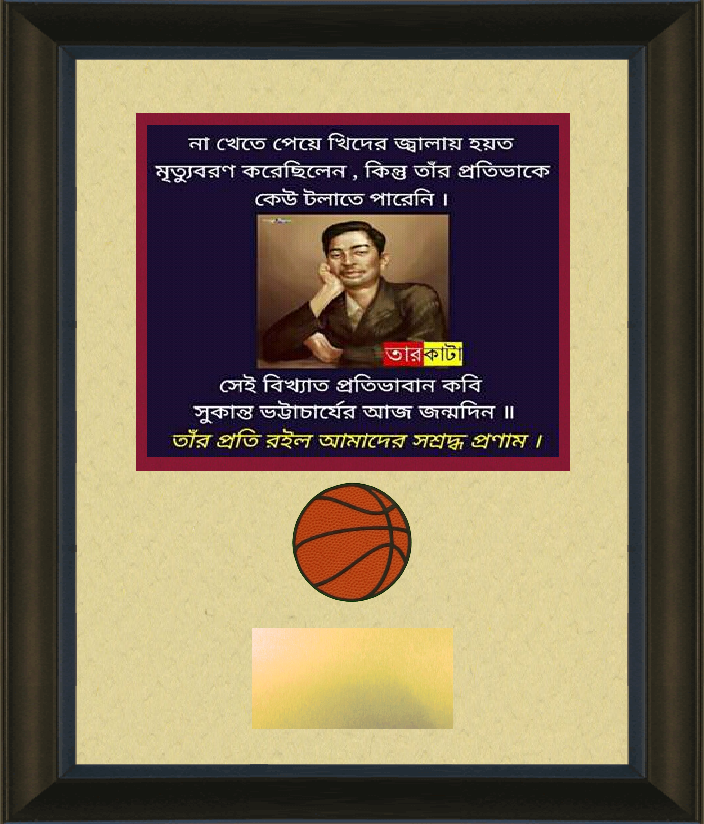 না খেতে পেয়ে খিদের জ্বালায় হয়ত
মৃত্যুবরণ করেছিলেন , কিন্তু তাঁর প্রতিভাকে
কেউ টলাতে পারেনি ।
তারকাটা
সেই বিখ্যাত প্রতিভাবান কবি
সুকান্ত ভট্টাচার্যের আজ জন্মদিন ॥
তাঁর প্রতি রইল আমাদের সশ্রদ্ধ প্রণাম ।